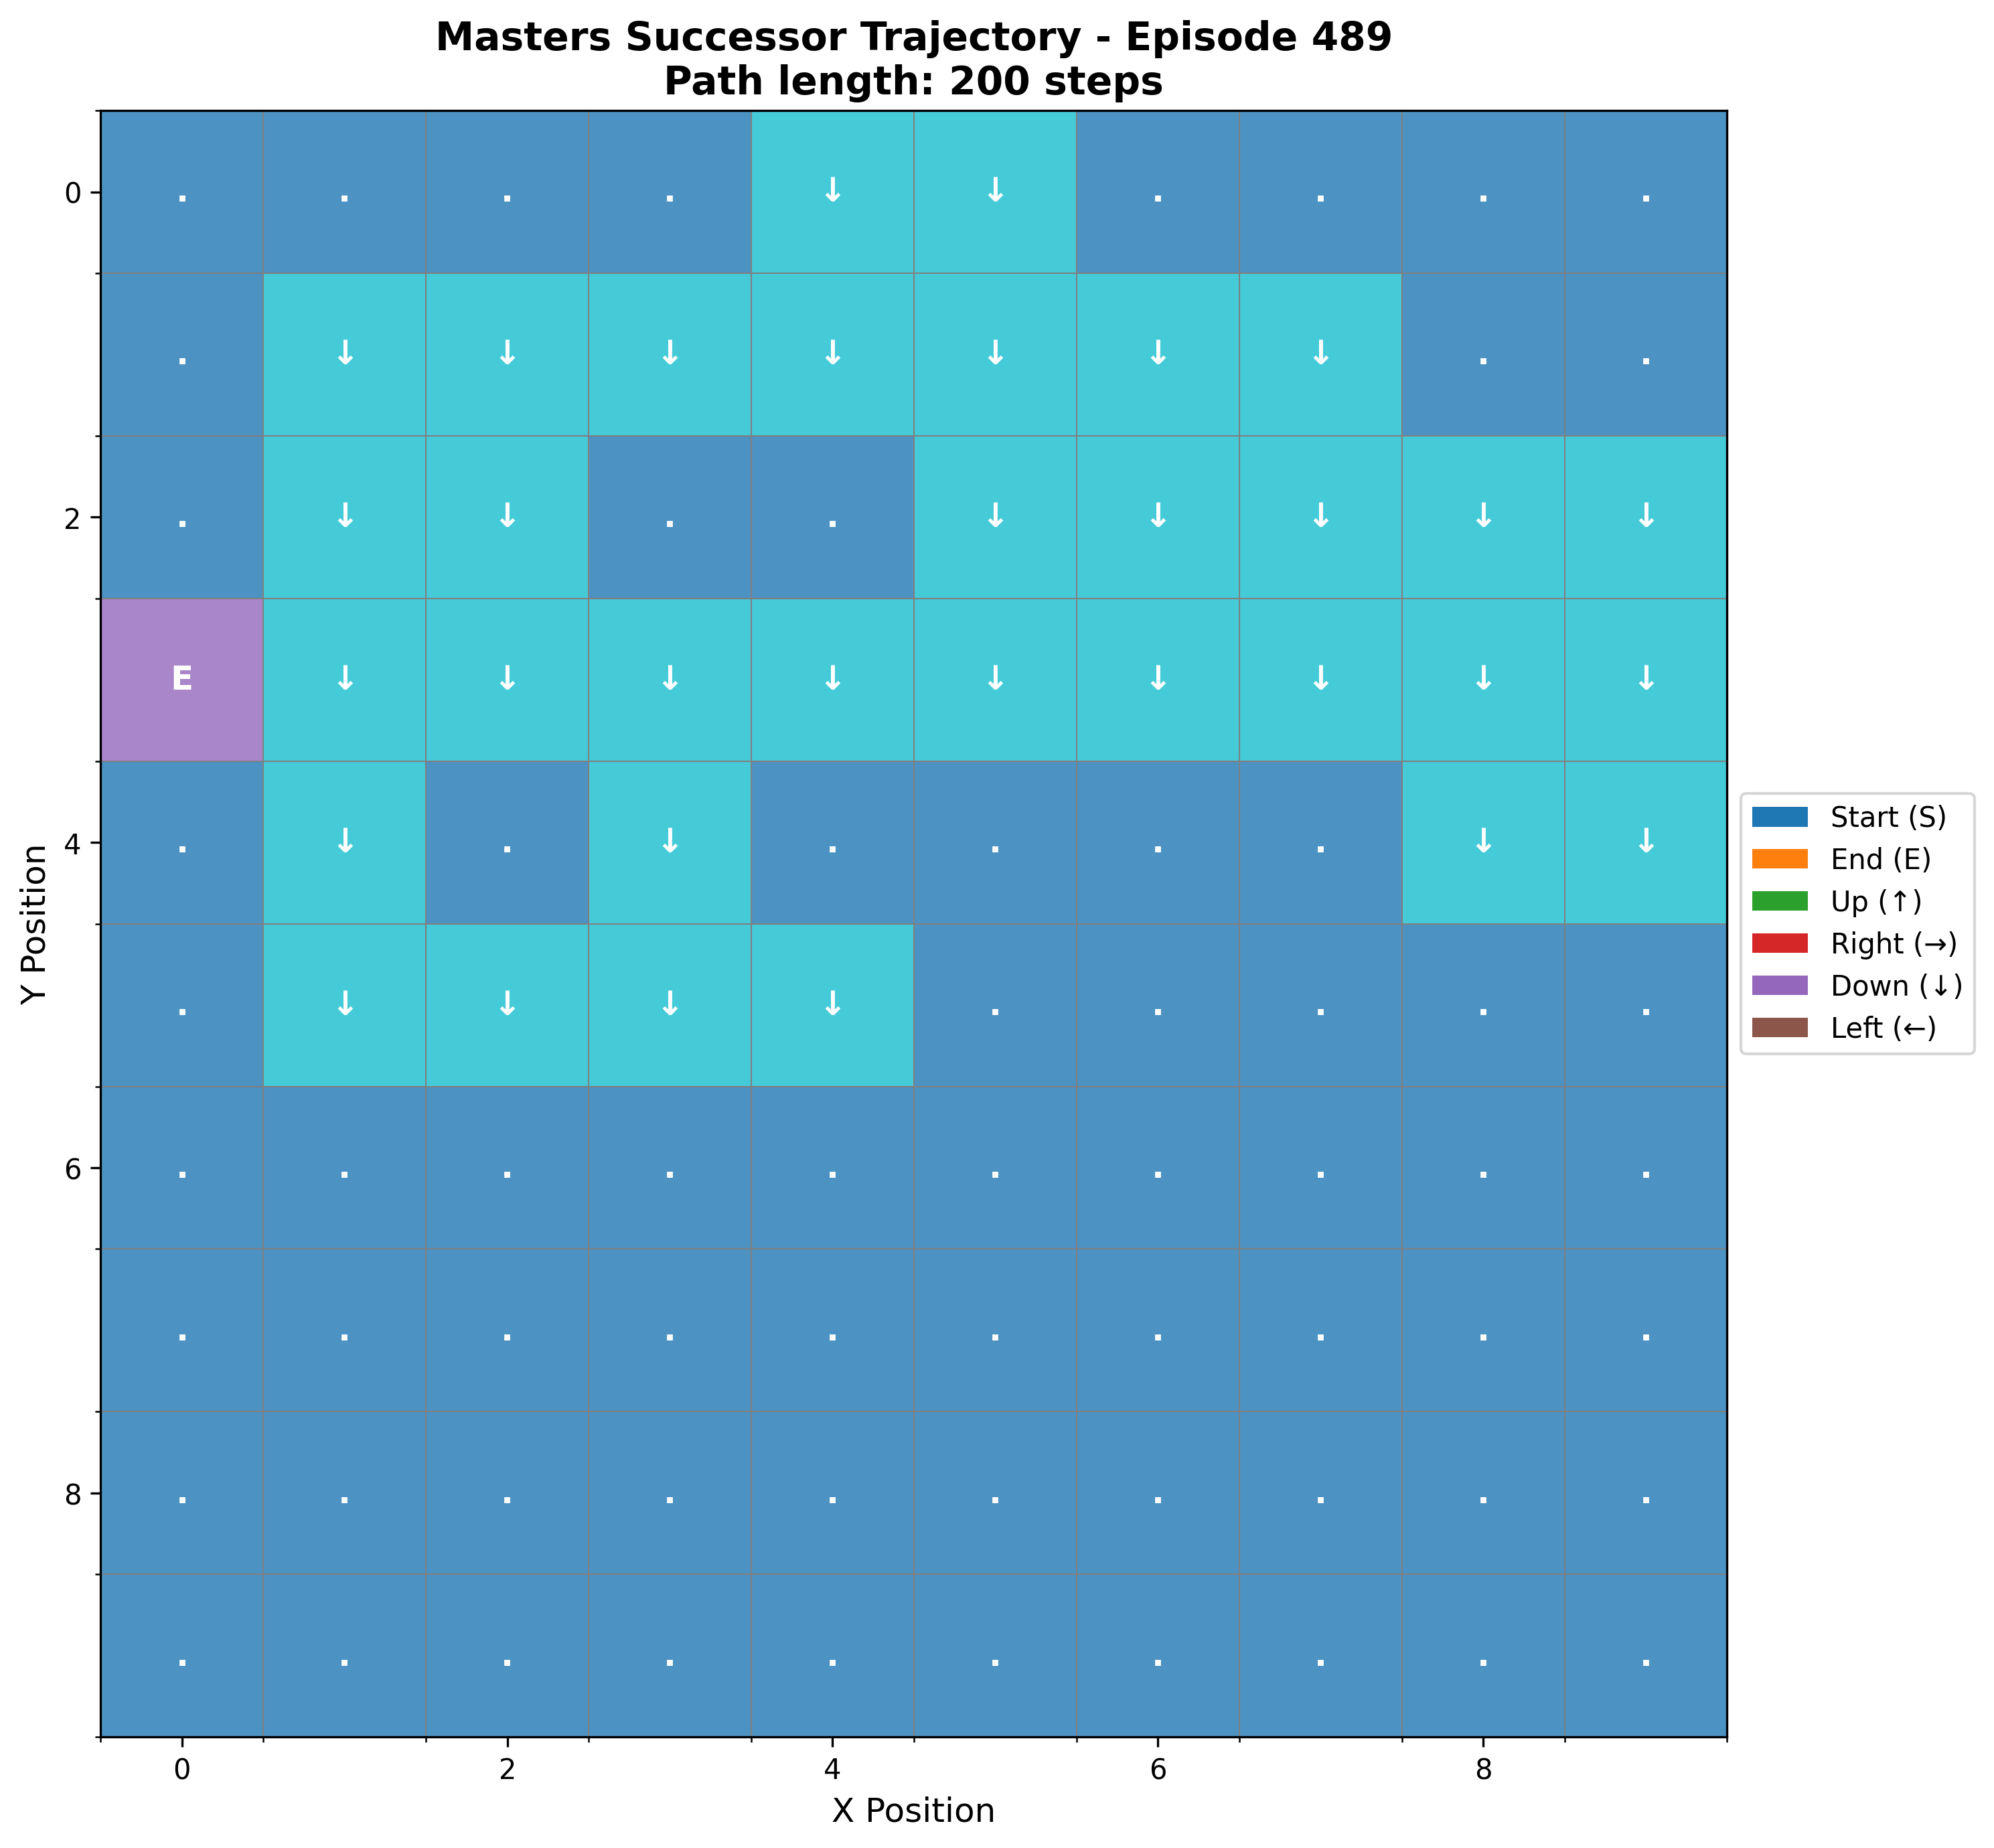 Masters Successor Trajectory - Episode 489
Path length: 200 steps
0 . . . . ↓ ↓ . . . .
. ↓ ↓ ↓ ↓ ↓ ↓ ↓ . .
2 . ↓ ↓ . . ↓ ↓ ↓ ↓ ↓
E ↓ ↓ ↓ ↓ ↓ ↓ ↓ ↓ ↓
4 . ↓ . ↓ . . . . ↓ ↓
. ↓ ↓ ↓ ↓ . . . . .
6 . . . . . . . . . .
. . . . . . . . . .
8 . . . . . . . . . .
. . . . . . . . . .
0 2 4 6 8
X Position
Y Position
Start (S)
End (E)
Up (↑)
Right (→)
Down (↓)
Left (←)